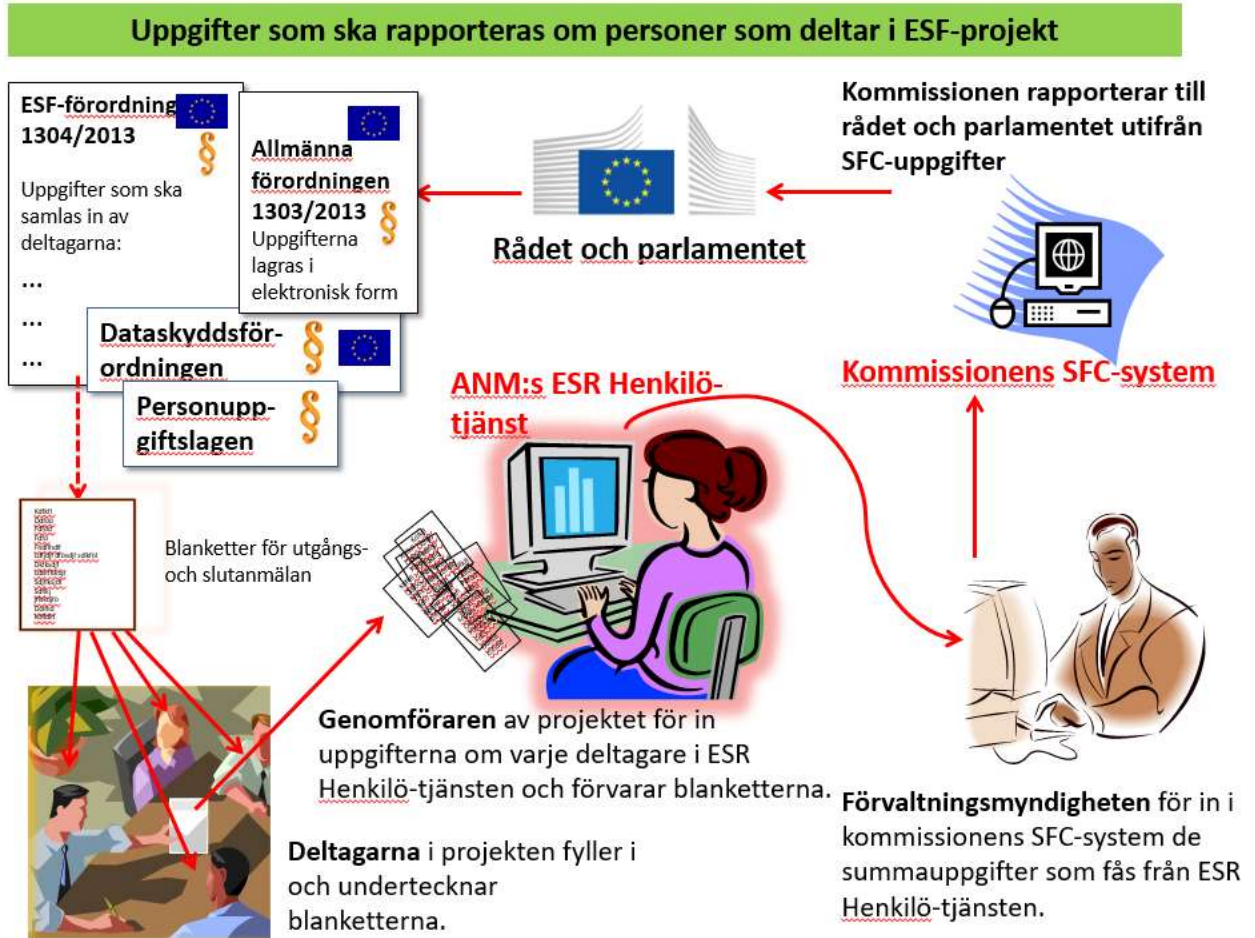 Uppgifter som ska rapporteras om personer som deltar i ESF-projekt
ESF-förordning
1304/2013
Uppgifter som ska
samlas in av
deltagarna:
...
...
...
Allmänna
förordningen
1303/2013
Uppgifterna
lagras i
elektronisk form
Dataskyddsför-
ordningen
Personupp-
giftslagen
Rådet och parlamentet
Kommissionen rapporterar till
rådet och parlamentet utifrån
SFC-uppgifter
Kommissionens SFC-system
ANM:s ESR Henkilö-
tjänst
Blanketter för utgångs-
och slutanmälan
Genomföraren av projektet för in
uppgifterna om varje deltagare i ESR
Henkilö-tjänsten och förvarar blanketterna.
Deltagarna i projekten fyller i
och undertecknar
blanketterna.
Förvaltningsmyndigheten för in i
kommissionens SFC-system de
summauppgifter som fås från ESR
Henkilö-tjänsten.